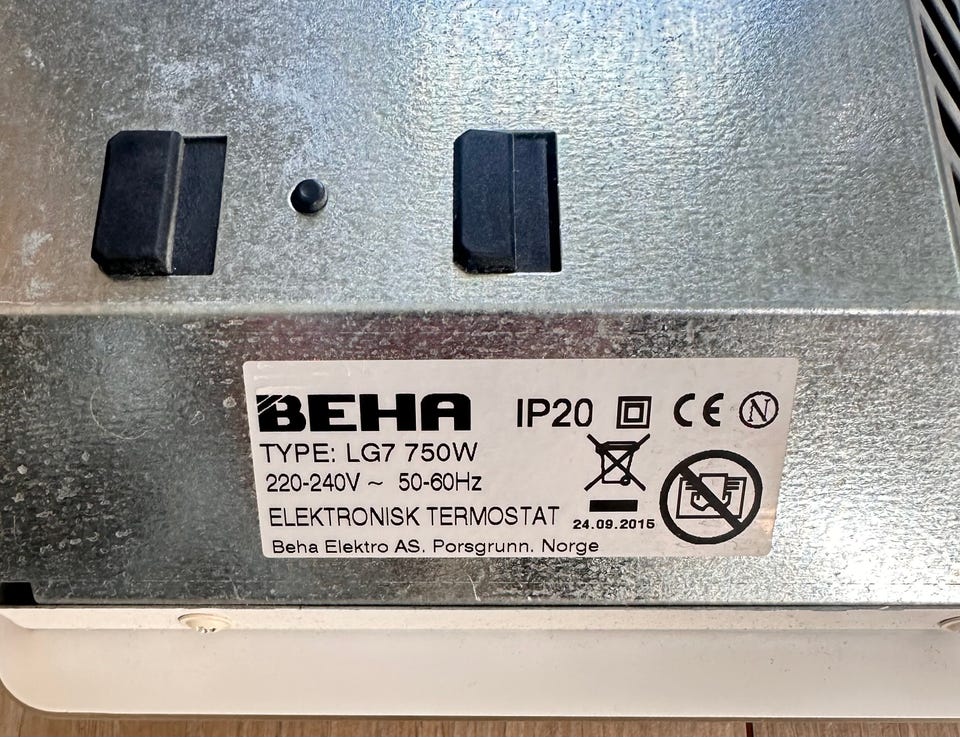 BEHA IP20 CE N
TYPE: LG7 750W
220-240V ~ 50-60Hz
ELEKTRONISK TERMOSTAT 24.09.2015
Beha Elektro AS. Porsgrunn. Norge